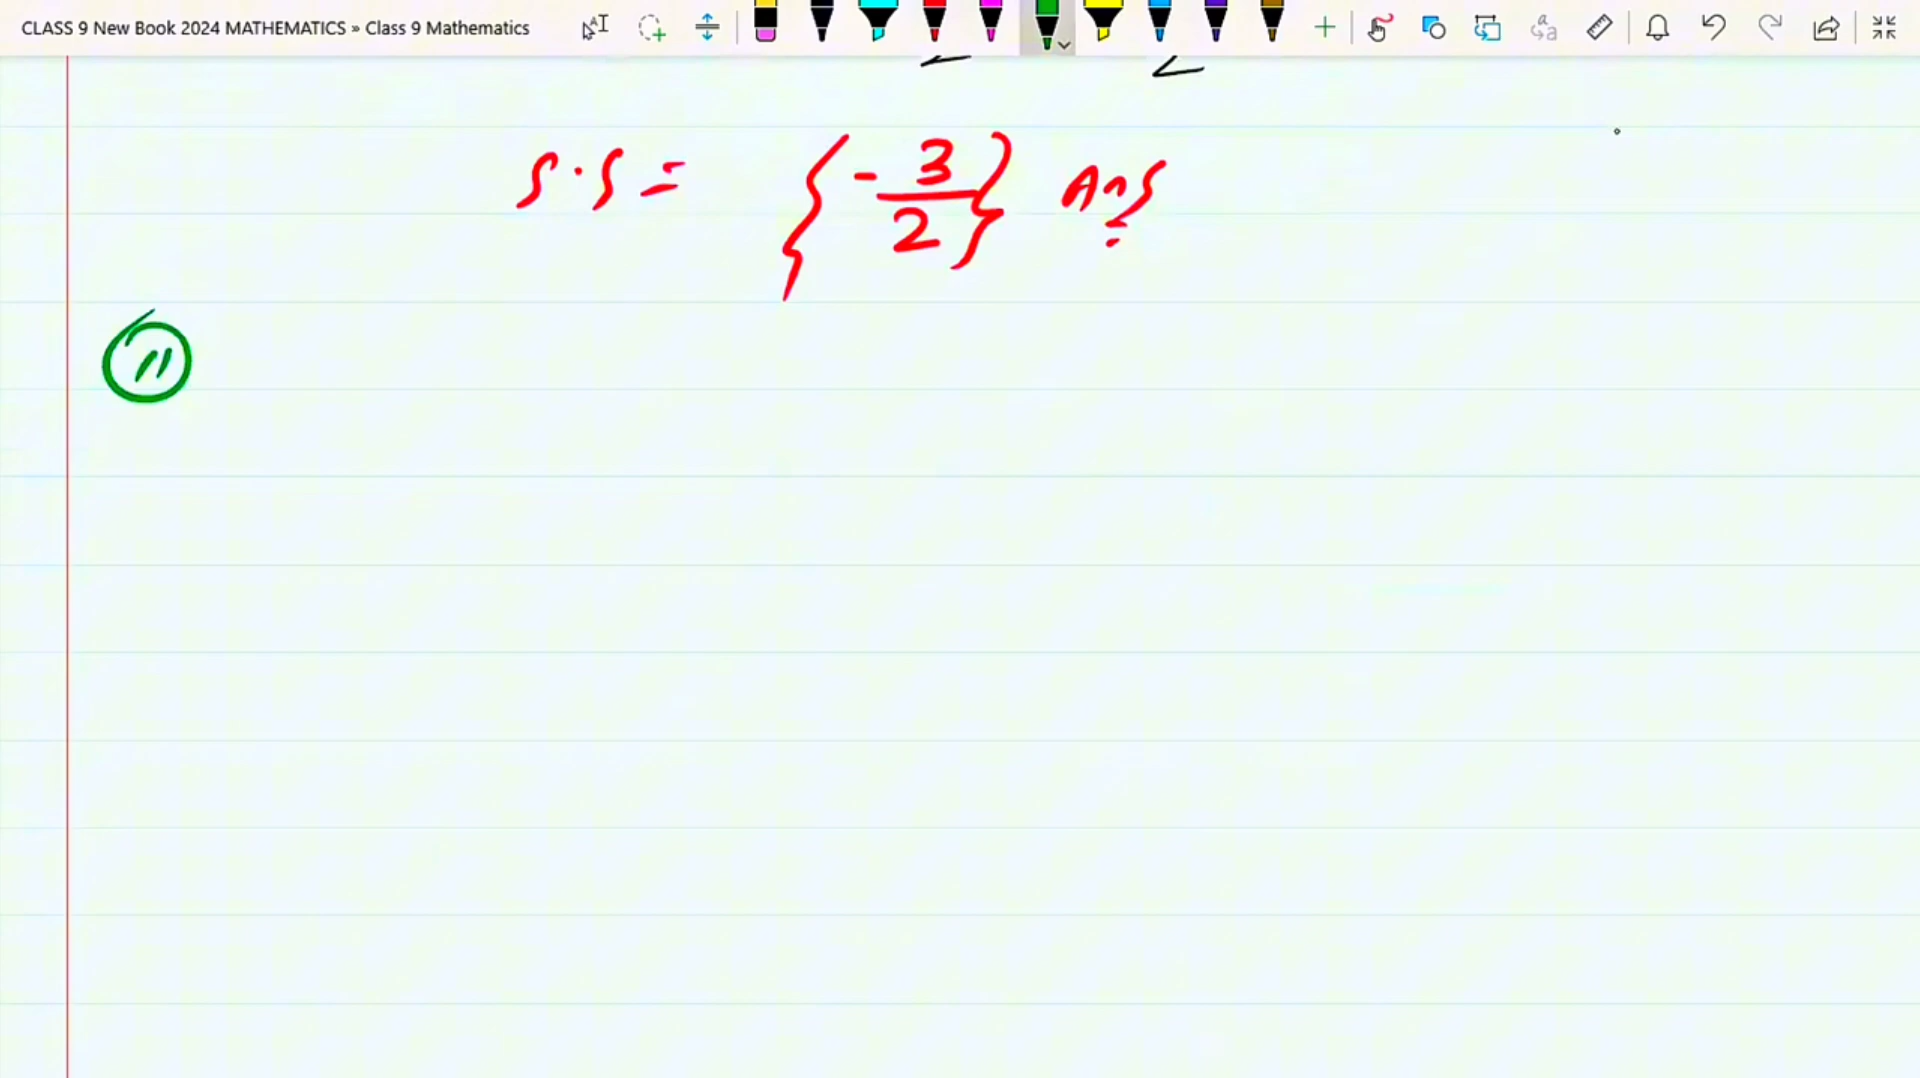 CLASS 9 New Book 2024 MATHEMATICS » Class 9 Mathematics
S.S = {-3/2} Ans
11